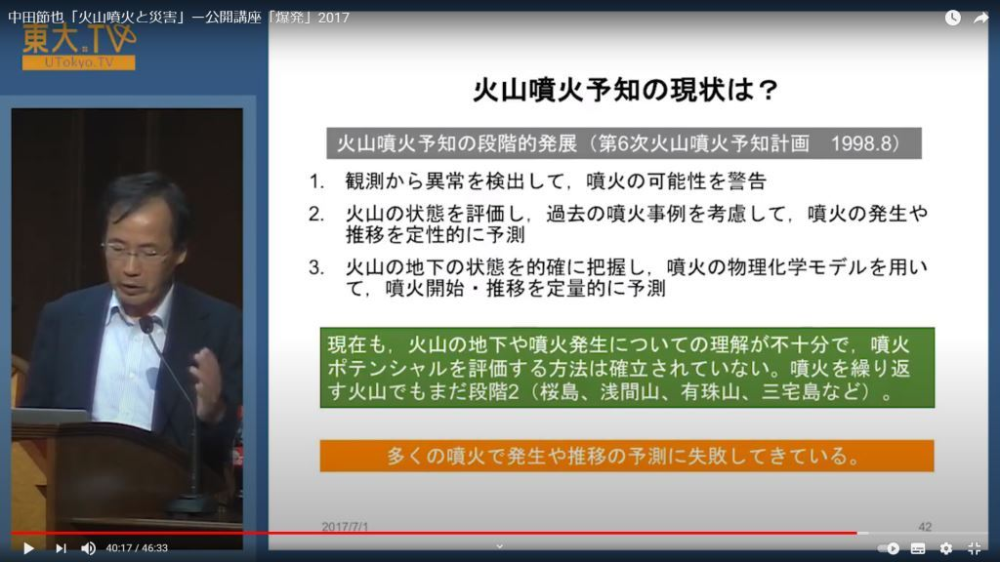 中田節也「火山噴火と災害」ー公開講座「爆発」2017
東大.TV
UTokyo.TV
火山噴火予知の現状は？
火山噴火予知の段階的発展（第6次火山噴火予知計画　1998.8）
1. 観測から異常を検出して，噴火の可能性を警告
2. 火山の状態を評価し，過去の噴火事例を考慮して，噴火の発生や
推移を定性的に予測
3. 火山の地下の状態を的確に把握し，噴火の物理化学モデルを用い
て，噴火開始・推移を定量的に予測
現在も，火山の地下や噴火発生についての理解が不十分で，噴火
ポテンシャルを評価する方法は確立されていない。噴火を繰り返
す火山でもまだ段階2（桜島、浅間山、有珠山、三宅島など）。
多くの噴火で発生や推移の予測に失敗してきている。
2017/7/1
42
40:17 / 46:33